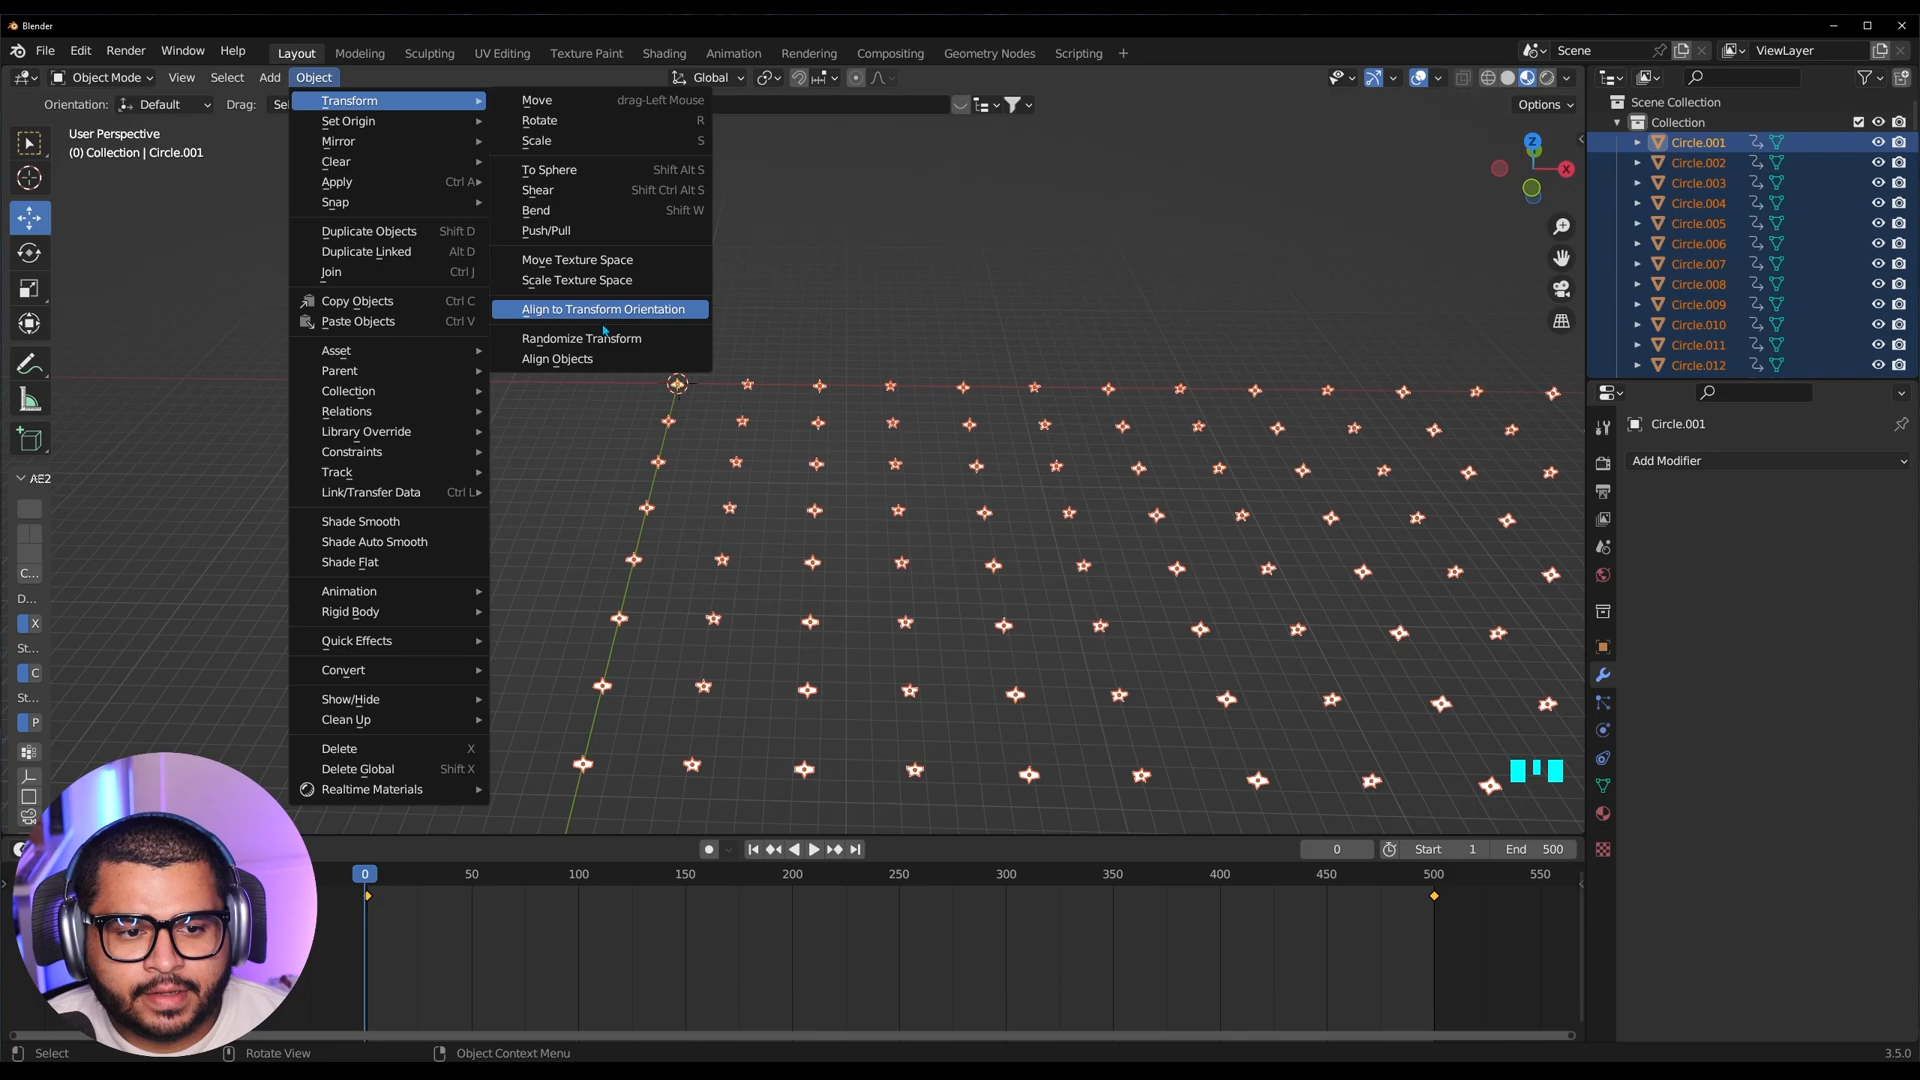 Blender
File Edit Render Window Help Layout Modeling Sculpting UV Editing Texture Paint Shading Animation Rendering Compositing Geometry Nodes Scripting + Scene ViewLayer
Object Mode View Select Add Object Global
Orientation: Default Drag: Sel Options
User Perspective
(0) Collection | Circle.001
Transform
Set Origin
Mirror
Clear
Apply Ctrl A
Snap
Duplicate Objects Shift D
Duplicate Linked Alt D
Join Ctrl J
Copy Objects Ctrl C
Paste Objects Ctrl V
Asset
Parent
Collection
Relations
Library Override
Constraints
Track
Link/Transfer Data Ctrl L
Shade Smooth
Shade Auto Smooth
Shade Flat
Animation
Rigid Body
Quick Effects
Convert
Show/Hide
Clean Up
Delete X
Delete Global Shift X
Realtime Materials
Move drag-Left Mouse
Rotate R
Scale S
To Sphere Shift Alt S
Shear Shift Ctrl Alt S
Bend Shift W
Push/Pull
Move Texture Space
Scale Texture Space
Align to Transform Orientation
Randomize Transform
Align Objects
Z
X
AE2
C...
D...
X
St...
C
St...
P
Scene Collection
Collection
Circle.001
Circle.002
Circle.003
Circle.004
Circle.005
Circle.006
Circle.007
Circle.008
Circle.009
Circle.010
Circle.011
Circle.012
Circle.001
Add Modifier
0 Start 1 End 500
0 50 100 150 200 250 300 350 400 450 500 550
Select Rotate View Object Context Menu 3.5.0